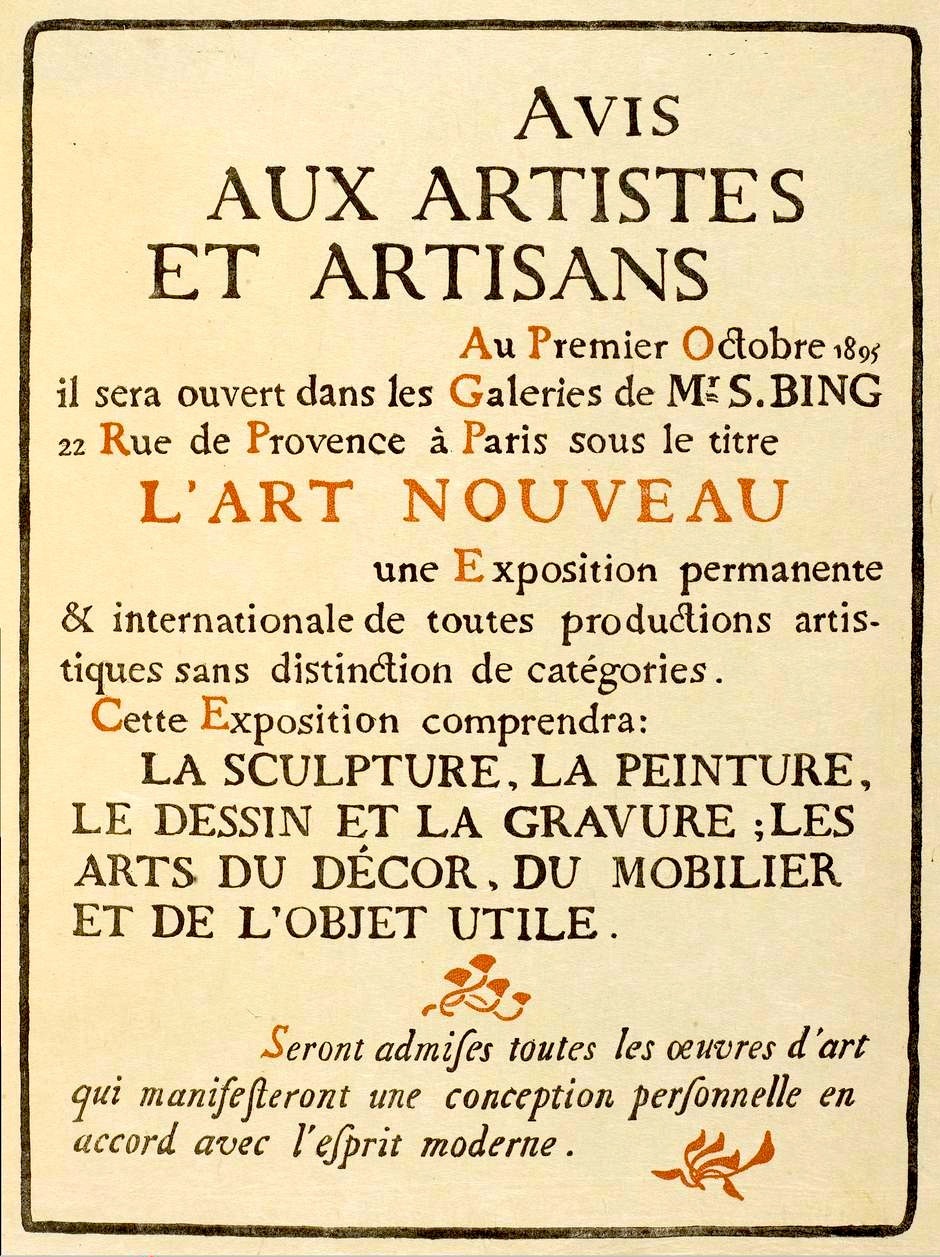 AVIS
AUX ARTISTES
ET ARTISANS
Au Premier Octobre 1895
il sera ouvert dans les Galeries de Mr S. BING
22 Rue de Provence à Paris sous le titre
L'ART NOUVEAU
une Exposition permanente
& internationale de toutes productions artis-
tiques sans distinction de catégories.
Cette Exposition comprendra:
LA SCULPTURE, LA PEINTURE,
LE DESSIN ET LA GRAVURE ; LES
ARTS DU DÉCOR, DU MOBILIER
ET DE L'OBJET UTILE.
Seront admiſes toutes les œuvres d'art
qui manifeſteront une conception perſonnelle en
accord avec l'eſprit moderne.